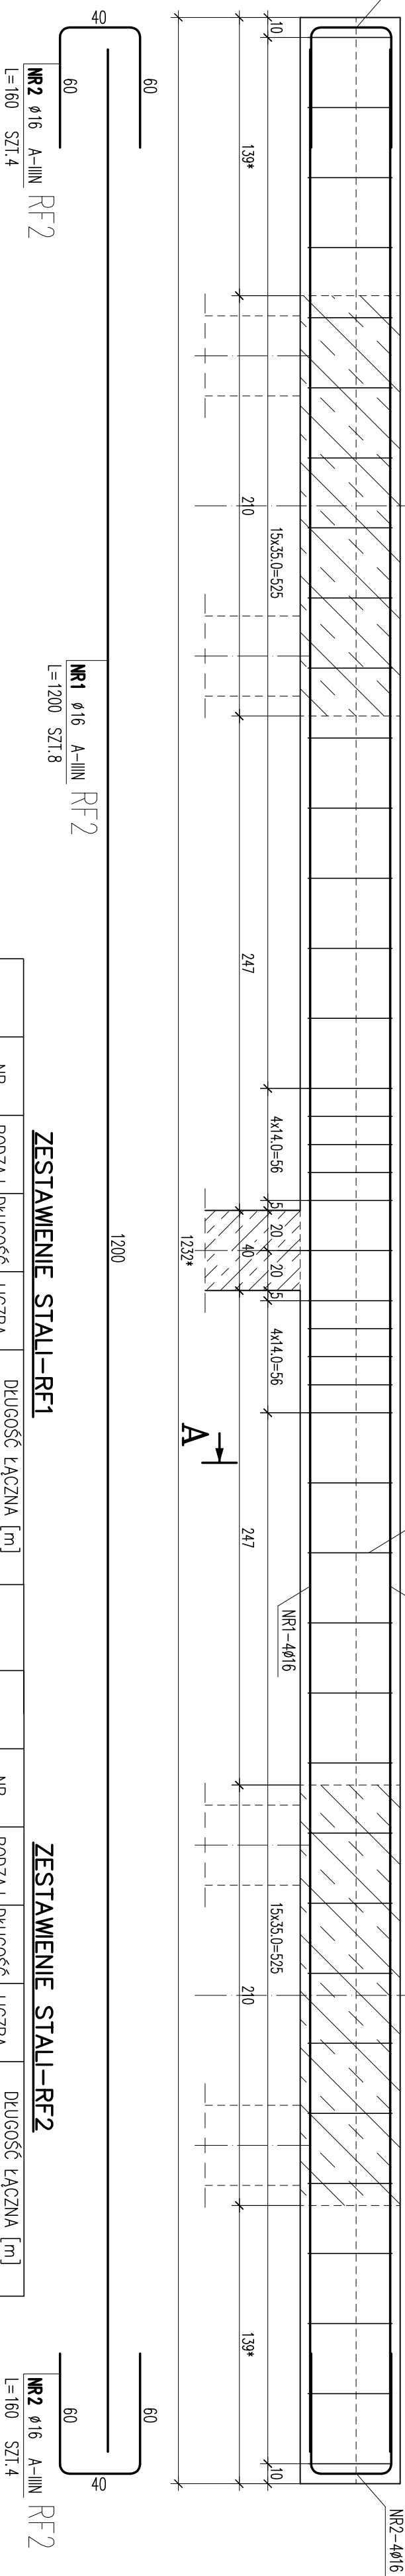 NR2-4ø16
10
139*
210
15x35.0=525
247
4x14.0=56
5
20
40
20
5
4x14.0=56
1232*
247
A
NR1-4ø16
15x35.0=525
210
139*
10
40
60
60
NR2 ø16 A-IIIN RF2
L=160 SZT.4
NR1 ø16 A-IIIN RF2
L=1200 SZT.8
1200
60
60
40
NR2 ø16 A-IIIN RF2
L=160 SZT.4
ZESTAWIENIE STALI-RF1
DŁUGOŚĆ ŁĄCZNA [m]
NR RODZAJ DŁUGOŚĆ LICZBA
ZESTAWIENIE STALI-RF2
DŁUGOŚĆ ŁĄCZNA [m]
NR RODZAJ DŁUGOŚĆ LICZBA